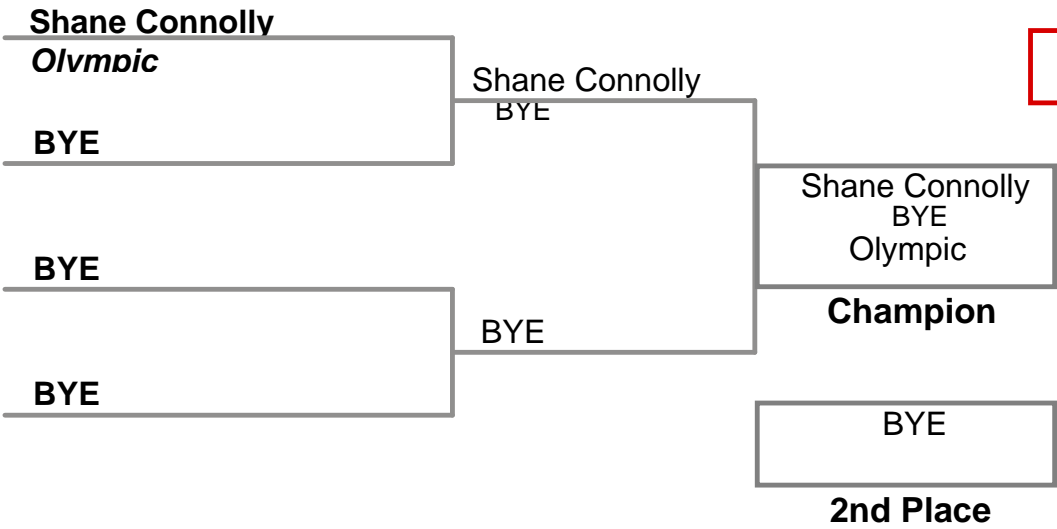 Shane Connolly
Olympic
BYE
BYE
BYE
Shane Connolly
BYE
BYE
Shane Connolly
BYE
Olympic
Champion
BYE
2nd Place